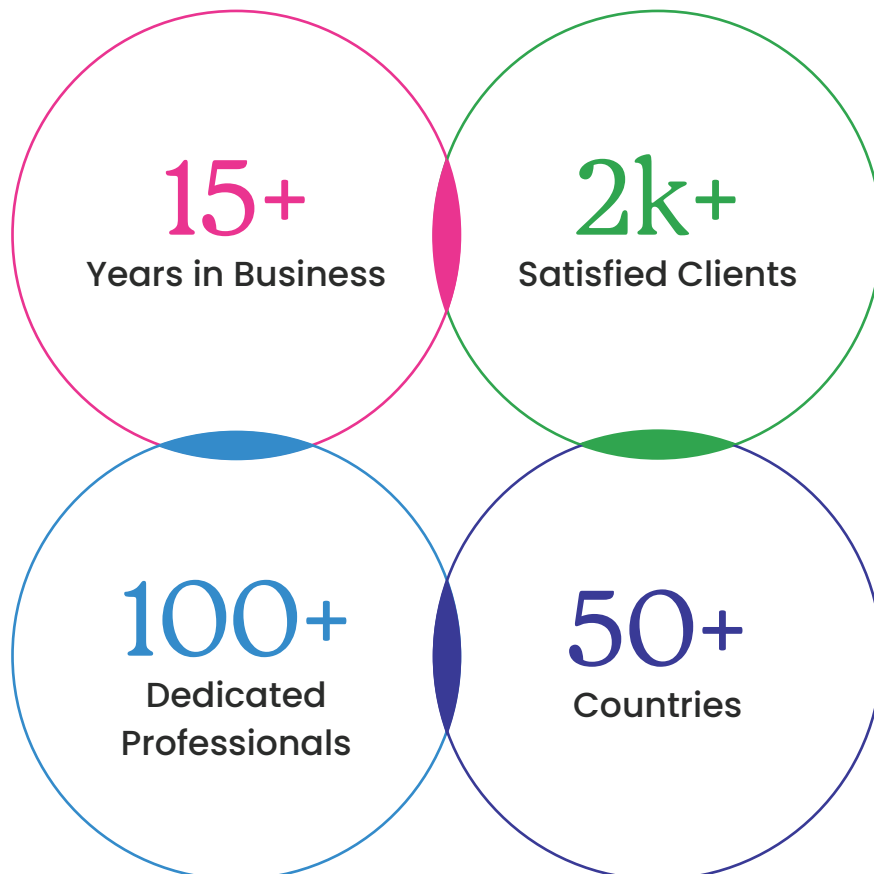 15+
Years in Business
2k+
Satisfied Clients
100+
Dedicated
Professionals
50+
Countries